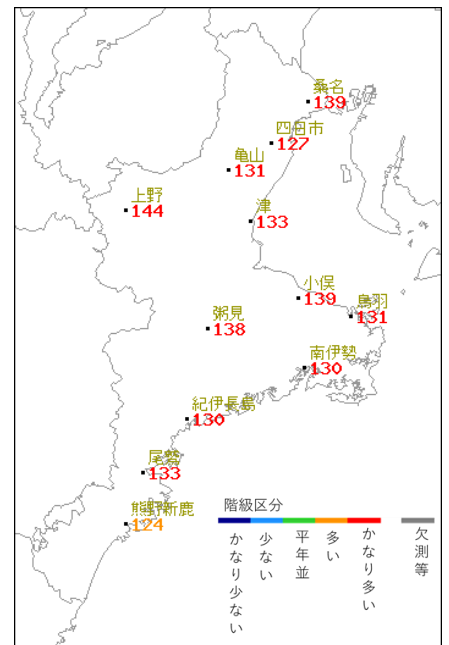 桑名
139
四日市
127
亀山
131
上野
144
津
133
小俣
139
鳥羽
131
粥見
138
南伊勢
130
紀伊長島
130
尾鷲
133
熊野新鹿
124
階級区分
かなり少ない
少ない
平年並
多い
かなり多い
欠測等